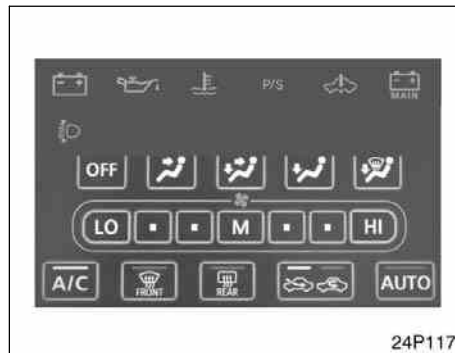 P/S
MAIN
OFF
LO M HI
A/C FRONT REAR AUTO
24P117